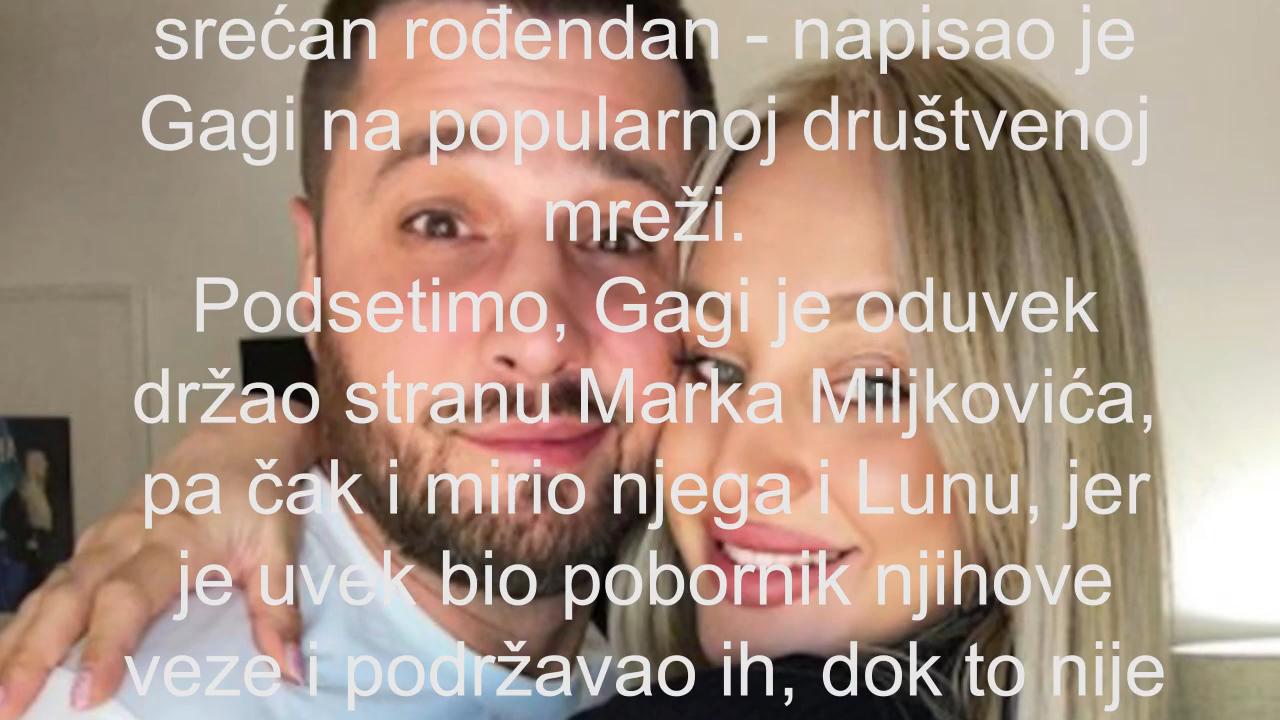 srećan rođendan - napisao je
Gagi na popularnoj društvenoj
mreži.
Podsetimo, Gagi je oduvek
držao stranu Marka Miljkovića,
pa čak i mirio njega i Lunu, jer
je uvek bio pobornik njihove
veze i podržavao ih, dok to nije